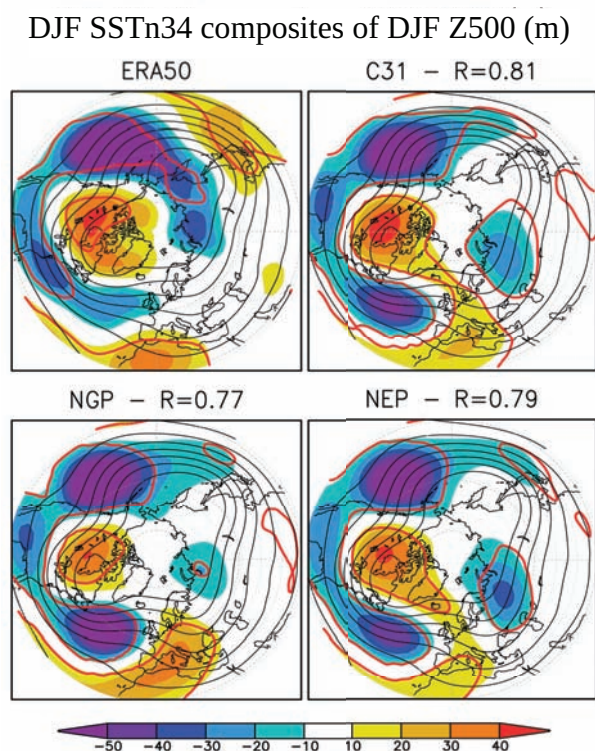 DJF SSTn34 composites of DJF Z500 (m)
ERA50
C31 - R=0.81
NGP - R=0.77
NEP - R=0.79
-50 -40 -30 -20 -10 10 20 30 40